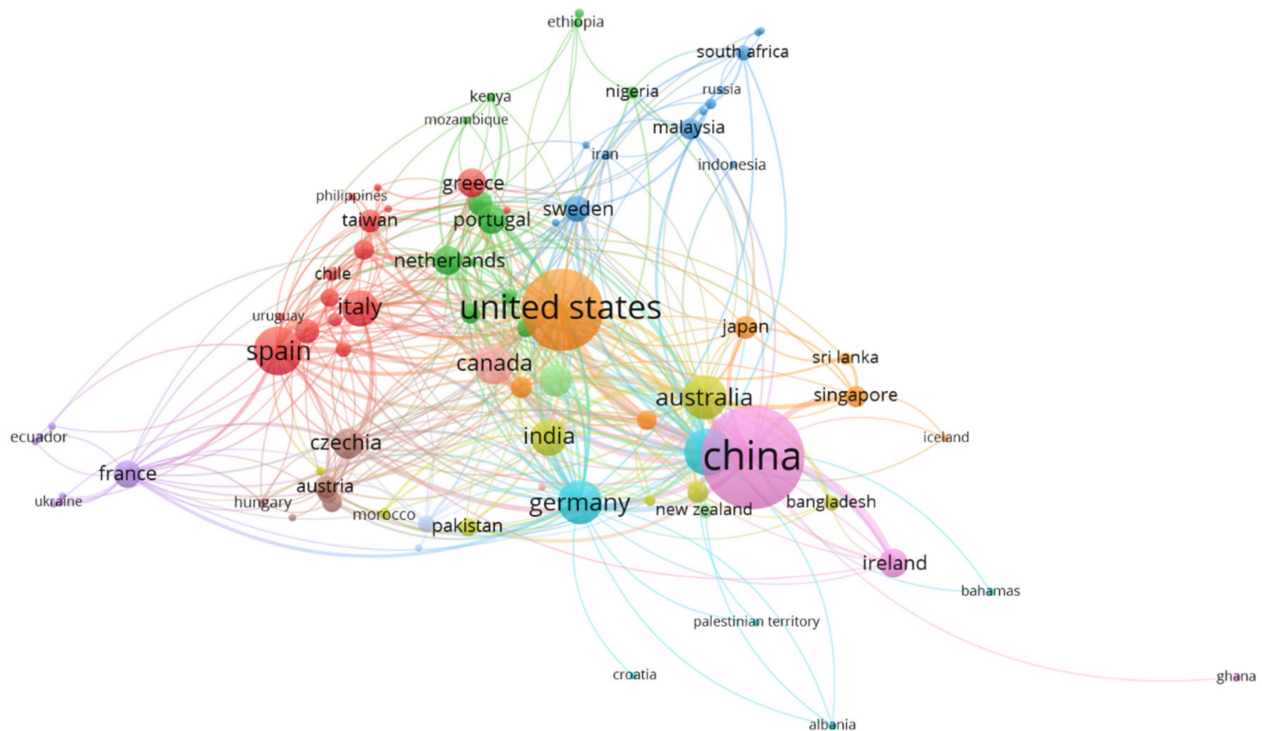 ethiopia
south africa
russia
kenya
nigeria
mozambique
malaysia
iran
indonesia
greece
philippines
taiwan
portugal
sweden
netherlands
chile
united states
italy
uruguay
japan
spain
sri lanka
canada
singapore
australia
ecuador
czechia
india
iceland
china
france
austria
ukraine
hungary
germany
new zealand
bangladesh
morocco
pakistan
ireland
bahamas
palestinian territory
croatia
ghana
albania